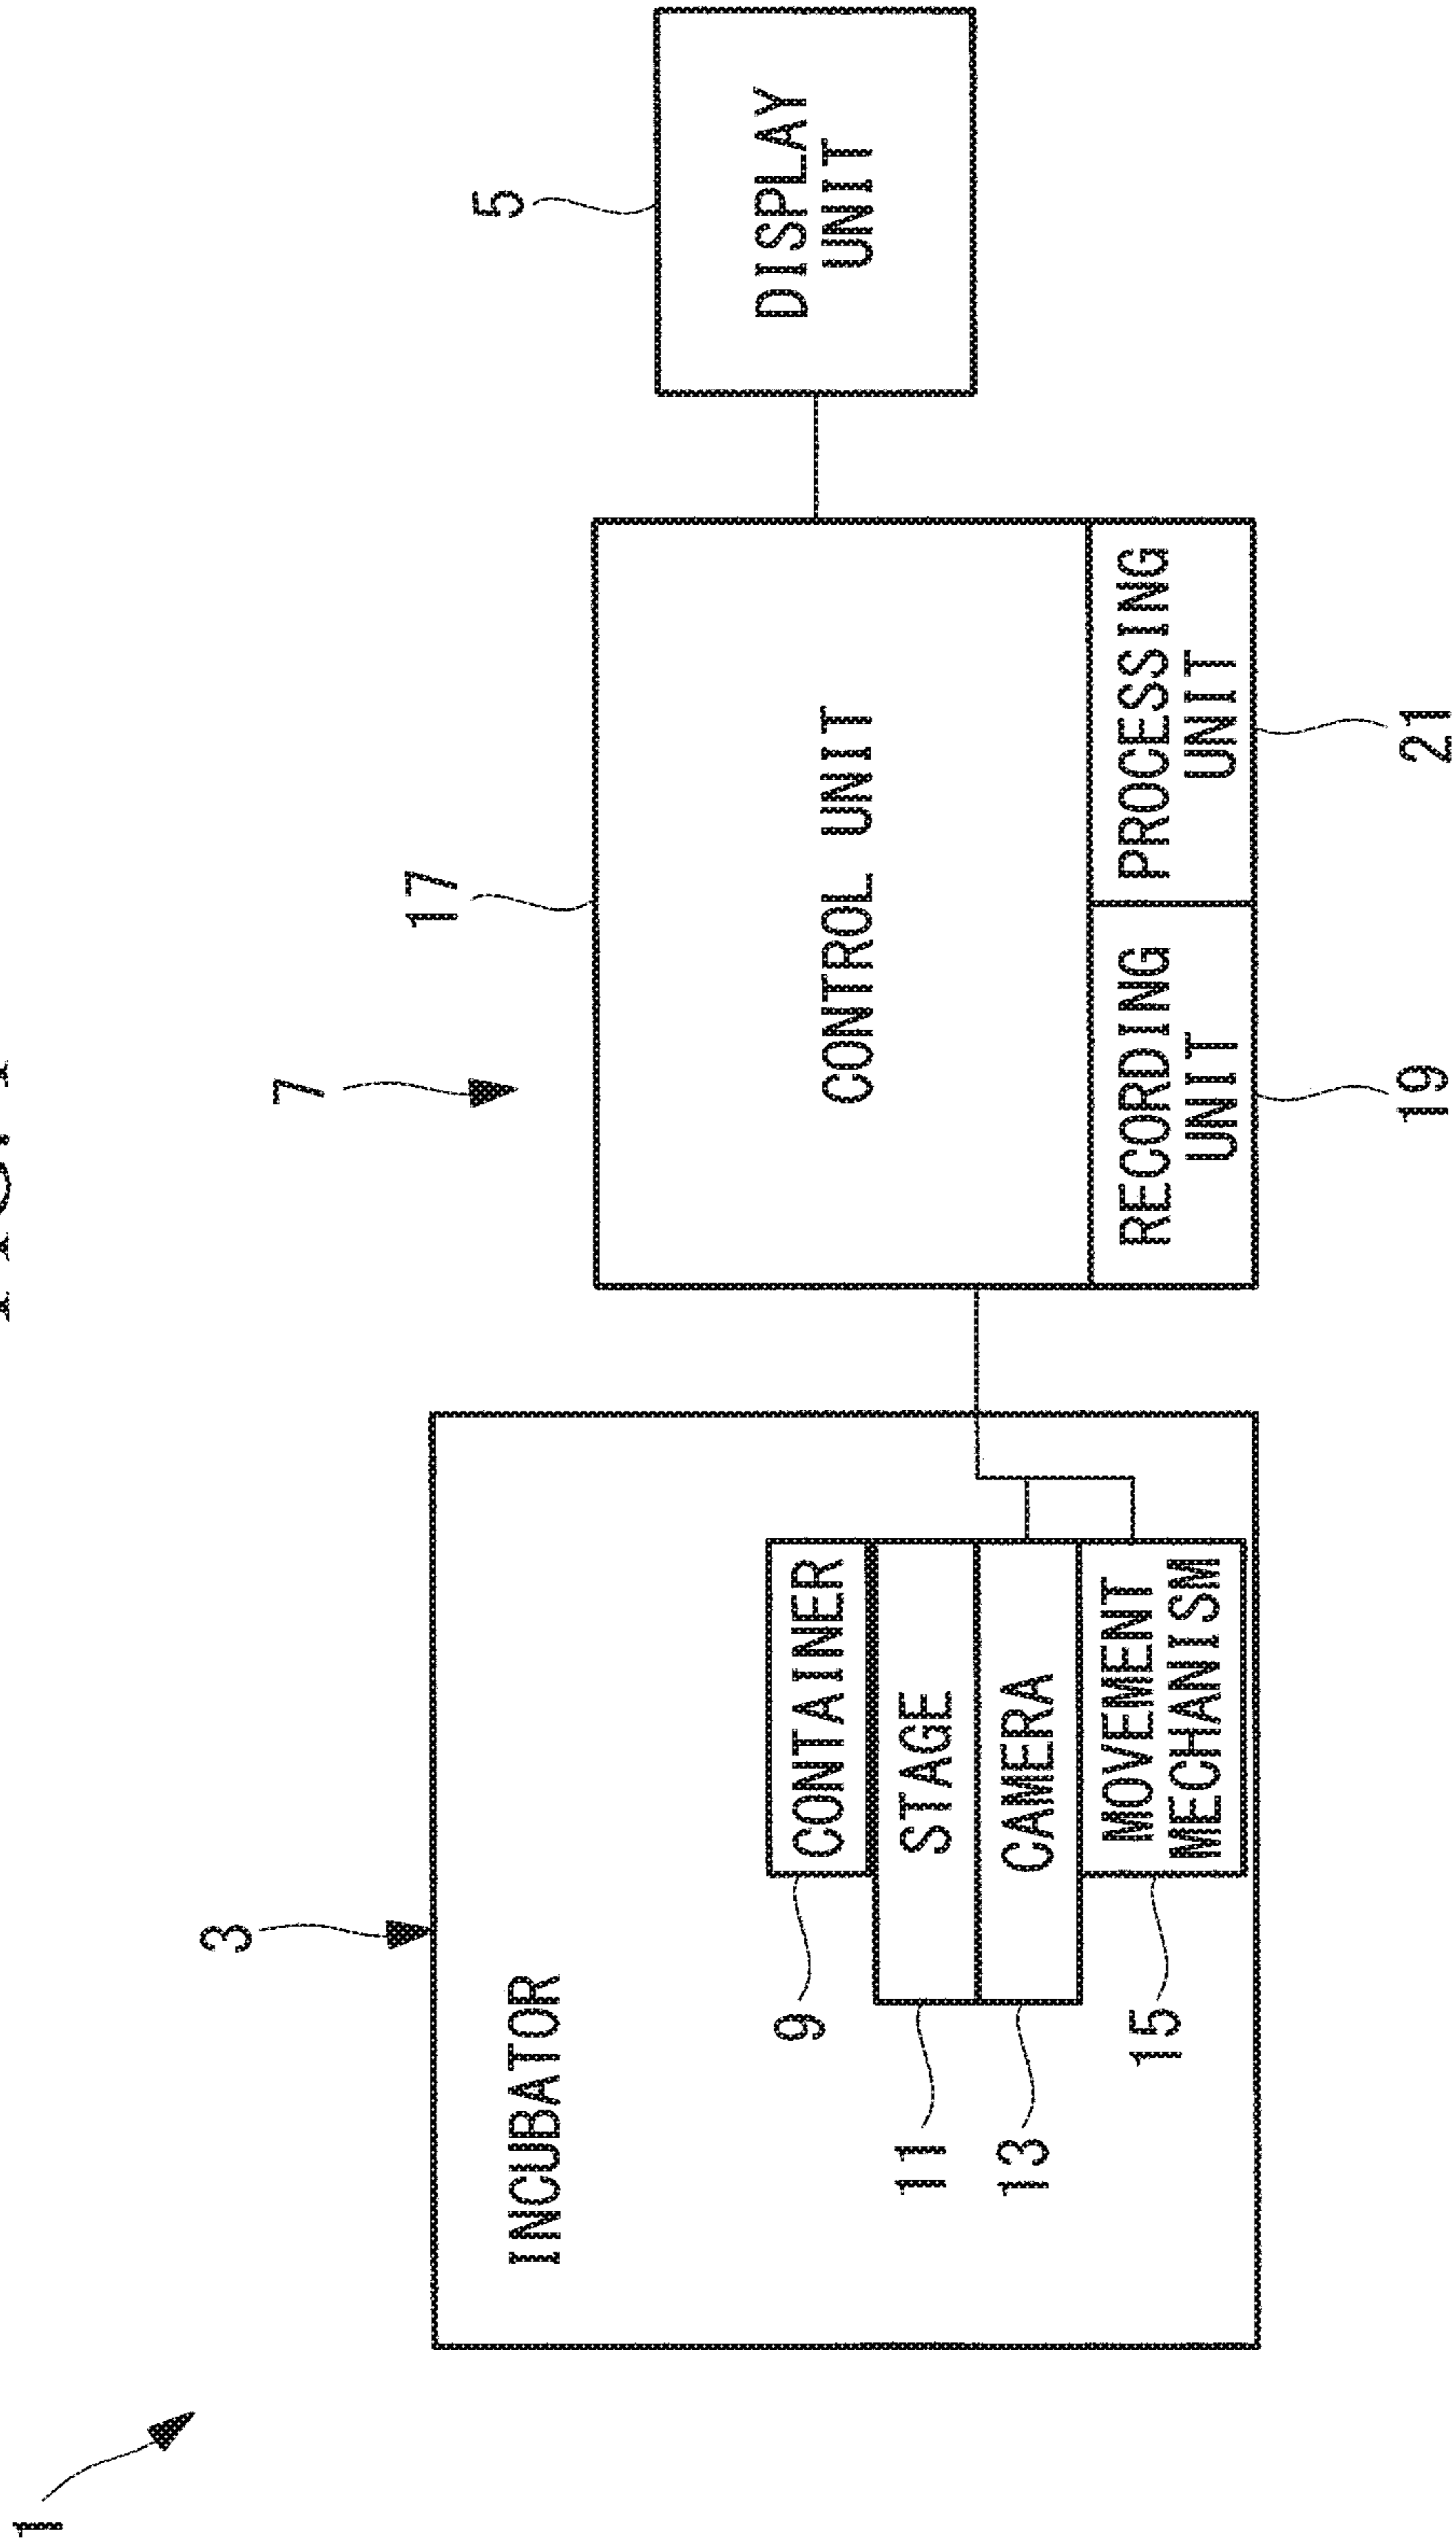 1
3
INCUBATOR
9
CONTAINER
11
STAGE
13
CAMERA
15
MOVEMENT
MECHANISM
7
17
CONTROL UNIT
RECORDING
UNIT
19
PROCESSING
UNIT
21
5
DISPLAY
UNIT